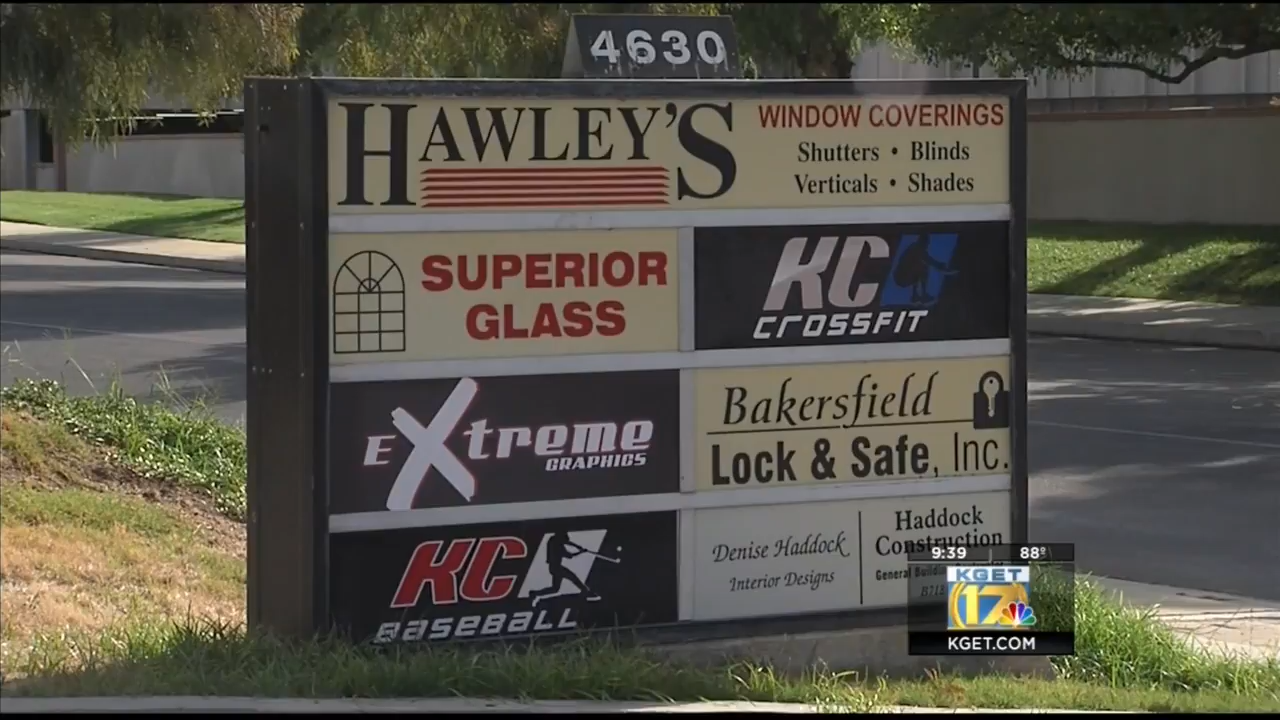 4630
HAWLEY'S
WINDOW COVERINGS
Shutters • Blinds
Verticals • Shades
SUPERIOR
GLASS
KC
CROSSFIT
EXtreme
GRAPHICS
Bakersfield
Lock & Safe, Inc.
KC
BASEBALL
Denise Haddock
Interior Designs
Haddock
Construction
General
9:39 88°
KGET
17
KGET.COM